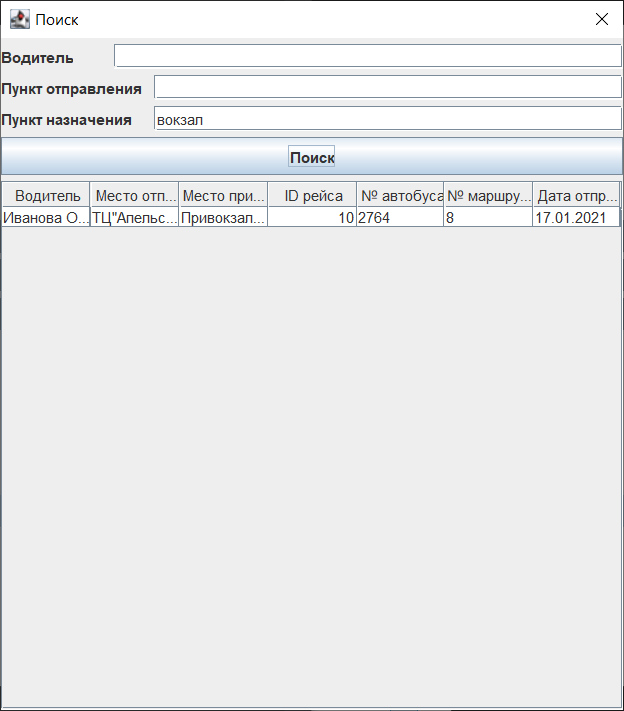 Поиск
Водитель
Пункт отправления
Пункт назначения вокзал
Поиск
Водитель Место отп... Место при... ID рейса № автобуса № маршру... Дата отпр...
Иванова О... ТЦ"Апельс... Привокзал... 10 2764 8 17.01.2021